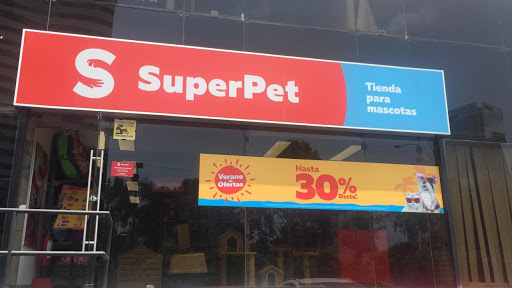 S SuperPet
Tienda
para
mascotas
Verano
de
Ofertas
Hasta
30%
Dscto.